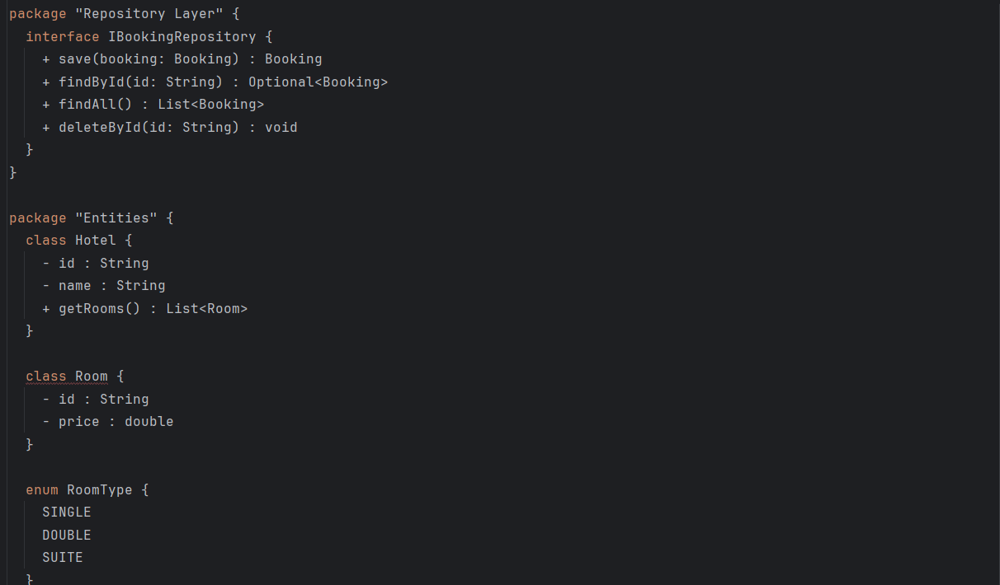 package "Repository Layer" {
  interface IBookingRepository {
    + save(booking: Booking) : Booking
    + findById(id: String) : Optional<Booking>
    + findAll() : List<Booking>
    + deleteById(id: String) : void
  }
}

package "Entities" {
  class Hotel {
    - id : String
    - name : String
    + getRooms() : List<Room>
  }

  class Room {
    - id : String
    - price : double
  }

  enum RoomType {
    SINGLE
    DOUBLE
    SUITE
  }